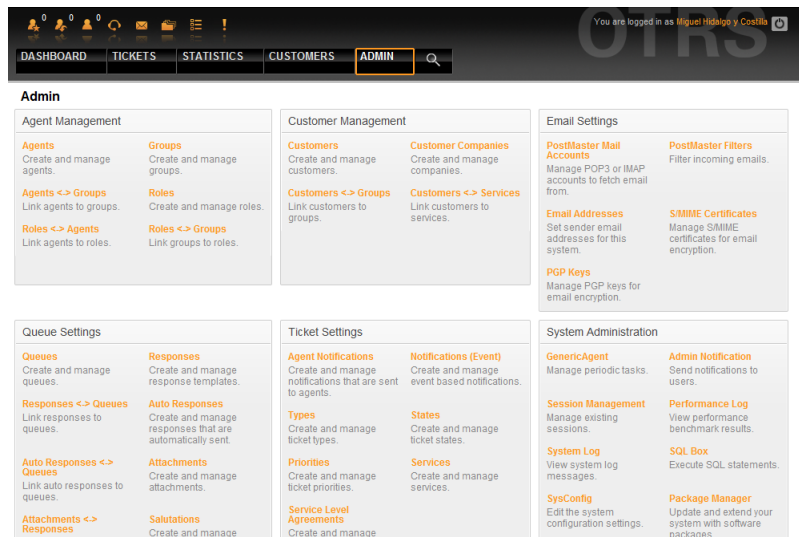 0 0 0
You are logged in as Miguel Hidalgo y Costilla
OTRS
DASHBOARD TICKETS STATISTICS CUSTOMERS ADMIN
Admin
Agent Management
Agents
Create and manage
agents.
Groups
Create and manage
groups.
Agents <-> Groups
Link agents to groups.
Roles
Create and manage roles.
Roles <-> Agents
Link agents to roles.
Roles <-> Groups
Link groups to roles.
Customer Management
Customers
Create and manage
customers.
Customer Companies
Create and manage
companies.
Customers <-> Groups
Link customers to
groups.
Customers <-> Services
Link customers to
services.
Email Settings
PostMaster Mail
Accounts
Manage POP3 or IMAP
accounts to fetch email
from.
PostMaster Filters
Filter incoming emails.
Email Addresses
Set sender email
addresses for this
system.
S/MIME Certificates
Manage S/MIME
certificates for email
encryption.
PGP Keys
Manage PGP keys for
email encryption.
Queue Settings
Queues
Create and manage
queues.
Responses
Create and manage
response templates.
Responses <-> Queues
Link responses to
queues.
Auto Responses
Create and manage
responses that are
automatically sent.
Auto Responses <->
Queues
Link auto responses to
queues.
Attachments
Create and manage
attachments.
Attachments <->
Responses
Salutations
Create and manage
Ticket Settings
Agent Notifications
Create and manage
notifications that are sent
to agents.
Notifications (Event)
Create and manage
event based notifications.
Types
Create and manage
ticket types.
States
Create and manage
ticket states.
Priorities
Create and manage
ticket priorities.
Services
Create and manage
services.
Service Level
Agreements
Create and manage
System Administration
GenericAgent
Manage periodic tasks.
Admin Notification
Send notifications to
users.
Session Management
Manage existing
sessions.
Performance Log
View performance
benchmark results.
System Log
View system log
messages.
SQL Box
Execute SQL statements.
SysConfig
Edit the system
configuration settings.
Package Manager
Update and extend your
system with software
packages.